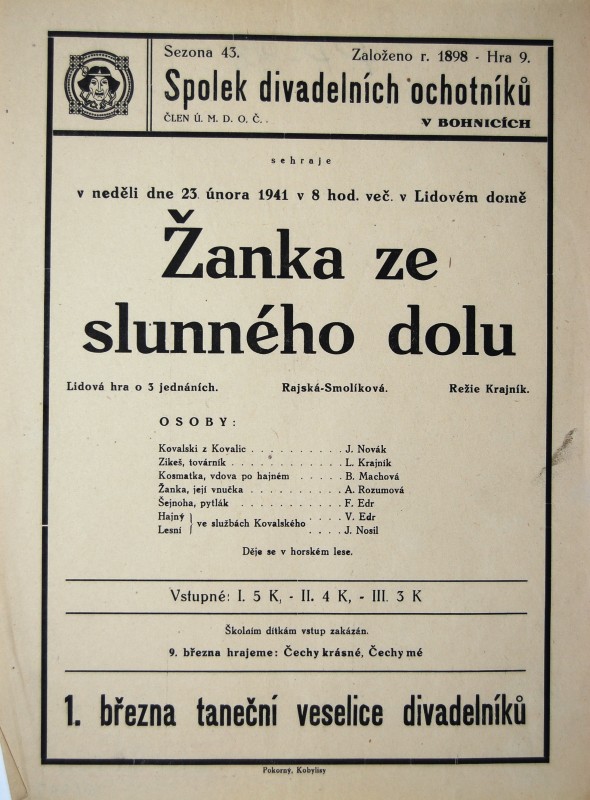 Sezona 43. Založeno r. 1898 - Hra 9.
Spolek divadelních ochotníků
ČLEN Ú. M. D. O. Č. . V BOHNICÍCH
sehraje
v neděli dne 23. února 1941 v 8 hod. več. v Lidovém domě
Žanka ze
slunného dolu
Lidová hra o 3 jednáních. Rajská-Smolíková. Režie Krajník.
OSOBY:
Kovalski z Kovalic . . . . . . . . . . J. Novák
Zikeš, továrník . . . . . . . . . . . . L. Krajník
Kosmatka, vdova po hajném . . . . . B. Machová
Žanka, její vnučka . . . . . . . . . . A. Rozumová
Šejnoha, pytlák . . . . . . . . . . . . F. Edr
Hajný } ve službách Kovalského . . . . V. Edr
Lesní } . . . . J. Nosil
Děje se v horském lese.
Vstupné: I. 5 K, - II. 4 K, - III. 3 K
Školním dítkám vstup zakázán.
9. března hrajeme: Čechy krásné, Čechy mé
1. března taneční veselice divadelníků
Pokorný, Kobylisy